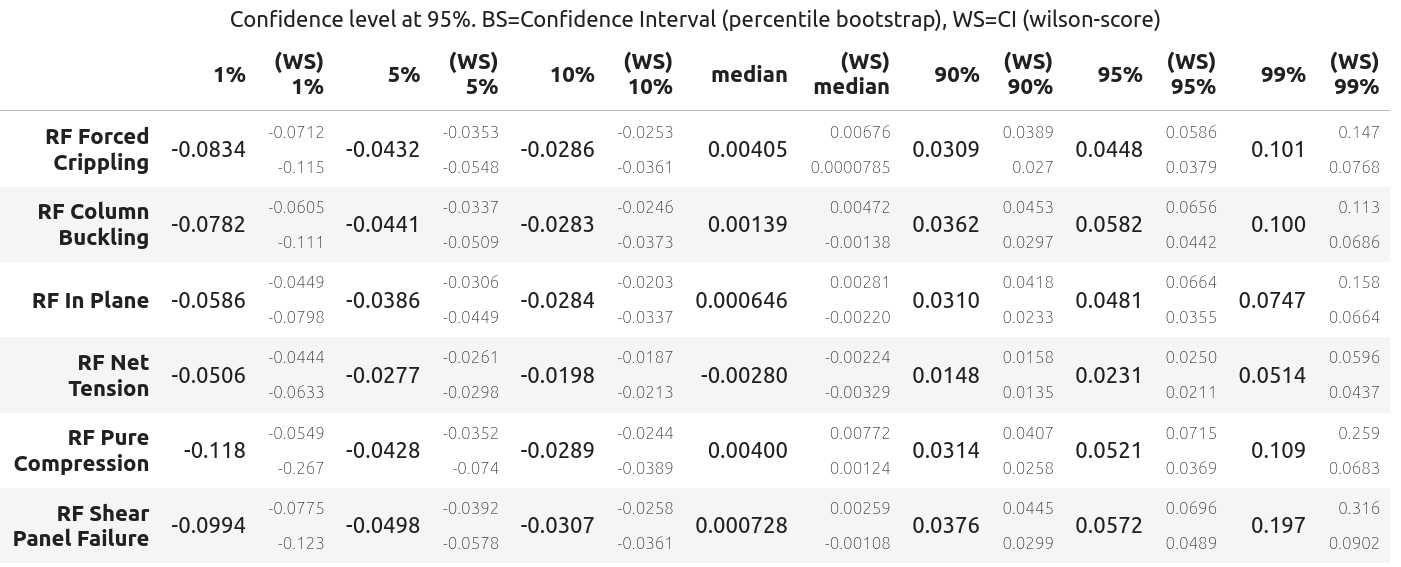 Confidence level at 95%. BS=Confidence Interval (percentile bootstrap), WS=CI (wilson-score)
1% (WS) 1% 5% (WS) 5% 10% (WS) 10% median (WS) median 90% (WS) 90% 95% (WS) 95% 99% (WS) 99%
RF Forced Crippling -0.0834 -0.0712 -0.115 -0.0432 -0.0353 -0.0548 -0.0286 -0.0253 -0.0361 0.00405 0.00676 0.0000785 0.0309 0.0389 0.027 0.0448 0.0586 0.0379 0.101 0.147 0.0768
RF Column Buckling -0.0782 -0.0605 -0.111 -0.0441 -0.0337 -0.0509 -0.0283 -0.0246 -0.0373 0.00139 0.00472 -0.00138 0.0362 0.0453 0.0297 0.0582 0.0656 0.0442 0.100 0.113 0.0686
RF In Plane -0.0586 -0.0449 -0.0798 -0.0386 -0.0306 -0.0449 -0.0284 -0.0203 -0.0337 0.000646 0.00281 -0.00220 0.0310 0.0418 0.0233 0.0481 0.0664 0.0355 0.0747 0.158 0.0664
RF Net Tension -0.0506 -0.0444 -0.0633 -0.0277 -0.0261 -0.0298 -0.0198 -0.0187 -0.0213 -0.00280 -0.00224 -0.00329 0.0148 0.0158 0.0135 0.0231 0.0250 0.0211 0.0514 0.0596 0.0437
RF Pure Compression -0.118 -0.0549 -0.267 -0.0428 -0.0352 -0.074 -0.0289 -0.0244 -0.0389 0.00400 0.00772 0.00124 0.0314 0.0407 0.0258 0.0521 0.0715 0.0369 0.109 0.259 0.0683
RF Shear Panel Failure -0.0994 -0.0775 -0.123 -0.0498 -0.0392 -0.0578 -0.0307 -0.0258 -0.0361 0.000728 0.00259 -0.00108 0.0376 0.0445 0.0299 0.0572 0.0696 0.0489 0.197 0.316 0.0902